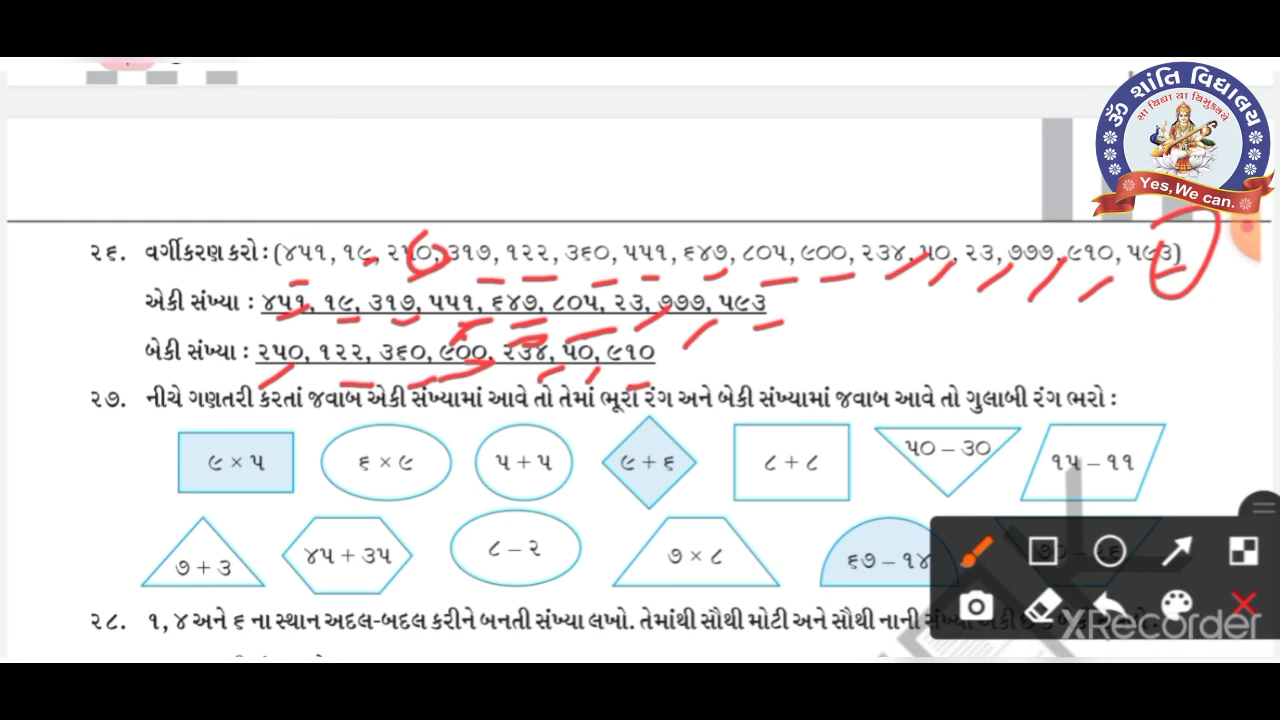 ૐ શાંતિ વિદ્યાલય
સા વિદ્યા યા વિમુક્તયે
Yes,We can.
૨૬. વર્ગીકરણ કરો : (૪૫૧, ૧૯, ૨૫૦, ૩૧૭, ૧૨૨, ૩૬૦, ૫૫૧, ૬૪૭, ૮૦૫, ૯૦૦, ૨૩૪, ૫૦, ૨૩, ૭૭૭, ૯૧૦, ૫૯૩)
એકી સંખ્યા : ૪૫૧, ૧૯, ૩૧૭, ૫૫૧, ૬૪૭, ૮૦૫, ૨૩, ૭૭૭, ૫૯૩
બેકી સંખ્યા : ૨૫૦, ૧૨૨, ૩૬૦, ૯૦૦, ૨૩૪, ૫૦, ૯૧૦
૨૭. નીચે ગણતરી કરતાં જવાબ એકી સંખ્યામાં આવે તો તેમાં ભૂરો રંગ અને બેકી સંખ્યામાં જવાબ આવે તો ગુલાબી રંગ ભરો :
૯ × ૫ ૬ × ૯ ૫ + ૫ ૯ + ૬ ૮ + ૮ ૫૦ – ૩૦ ૧૫ – ૧૧
૭ + ૩ ૪૫ + ૩૫ ૮ – ૨ ૭ × ૮ ૬૭ – ૧૪
૨૮. ૧, ૪ અને ૬ ના સ્થાન અદલ-બદલ કરીને બનતી સંખ્યા લખો. તેમાંથી સૌથી મોટી અને સૌથી નાની
XRecorder